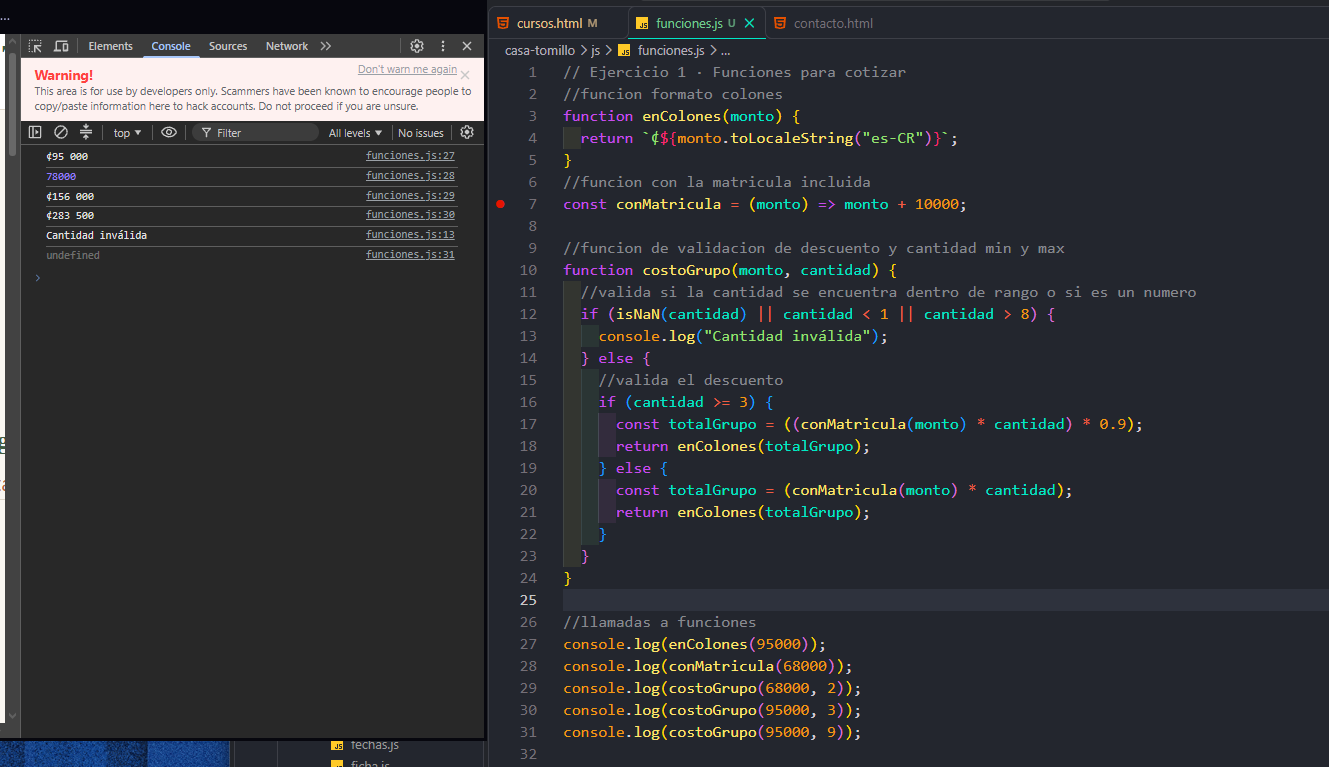 ...
Elements Console Sources Network
Warning!
Don't warn me again
This area is for use by developers only. Scammers have been known to encourage people to
copy/paste information here to hack accounts. Do not proceed if you are unsure.
top Filter All levels No issues
₡95 000 funciones.js:27
78000 funciones.js:28
₡156 000 funciones.js:29
₡283 500 funciones.js:30
Cantidad inválida funciones.js:13
undefined funciones.js:31
cursos.html M funciones.js U contacto.html
casa-tomillo > js > JS funciones.js > ...
1 // Ejercicio 1 · Funciones para cotizar
2 //funcion formato colones
3 function enColones(monto) {
4 return `₡${monto.toLocaleString("es-CR")}`;
5 }
6 //funcion con la matricula incluida
7 const conMatricula = (monto) => monto + 10000;
8
9 //funcion de validacion de descuento y cantidad min y max
10 function costoGrupo(monto, cantidad) {
11 //valida si la cantidad se encuentra dentro de rango o si es un numero
12 if (isNaN(cantidad) || cantidad < 1 || cantidad > 8) {
13 console.log("Cantidad inválida");
14 } else {
15 //valida el descuento
16 if (cantidad >= 3) {
17 const totalGrupo = ((conMatricula(monto) * cantidad) * 0.9);
18 return enColones(totalGrupo);
19 } else {
20 const totalGrupo = (conMatricula(monto) * cantidad);
21 return enColones(totalGrupo);
22 }
23 }
24 }
25
26 //llamadas a funciones
27 console.log(enColones(95000));
28 console.log(conMatricula(68000));
29 console.log(costoGrupo(68000, 2));
30 console.log(costoGrupo(95000, 3));
31 console.log(costoGrupo(95000, 9));
32
JS fechas.js
ficha.js